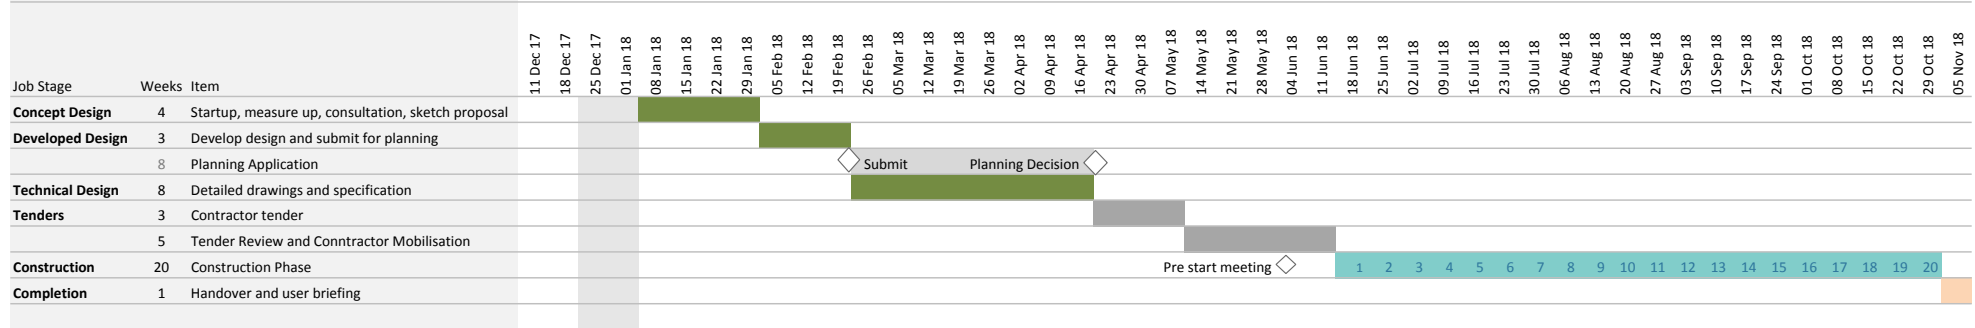 11 Dec 17 18 Dec 17 25 Dec 17 01 Jan 18 08 Jan 18 15 Jan 18 22 Jan 18 29 Jan 18 05 Feb 18 12 Feb 18 19 Feb 18 26 Feb 18 05 Mar 18 12 Mar 18 19 Mar 18 26 Mar 18 02 Apr 18 09 Apr 18 16 Apr 18 23 Apr 18 30 Apr 18 07 May 18 14 May 18 21 May 18 28 May 18 04 Jun 18 11 Jun 18 18 Jun 18 25 Jun 18 02 Jul 18 09 Jul 18 16 Jul 18 23 Jul 18 30 Jul 18 06 Aug 18 13 Aug 18 20 Aug 18 27 Aug 18 03 Sep 18 10 Sep 18 17 Sep 18 24 Sep 18 01 Oct 18 08 Oct 18 15 Oct 18 22 Oct 18 29 Oct 18 05 Nov 18
Job Stage Weeks Item
Concept Design 4 Startup, measure up, consultation, sketch proposal
Developed Design 3 Develop design and submit for planning
8 Planning Application Submit Planning Decision
Technical Design 8 Detailed drawings and specification
Tenders 3 Contractor tender
5 Tender Review and Conntractor Mobilisation
Construction 20 Construction Phase Pre start meeting 1 2 3 4 5 6 7 8 9 10 11 12 13 14 15 16 17 18 19 20
Completion 1 Handover and user briefing